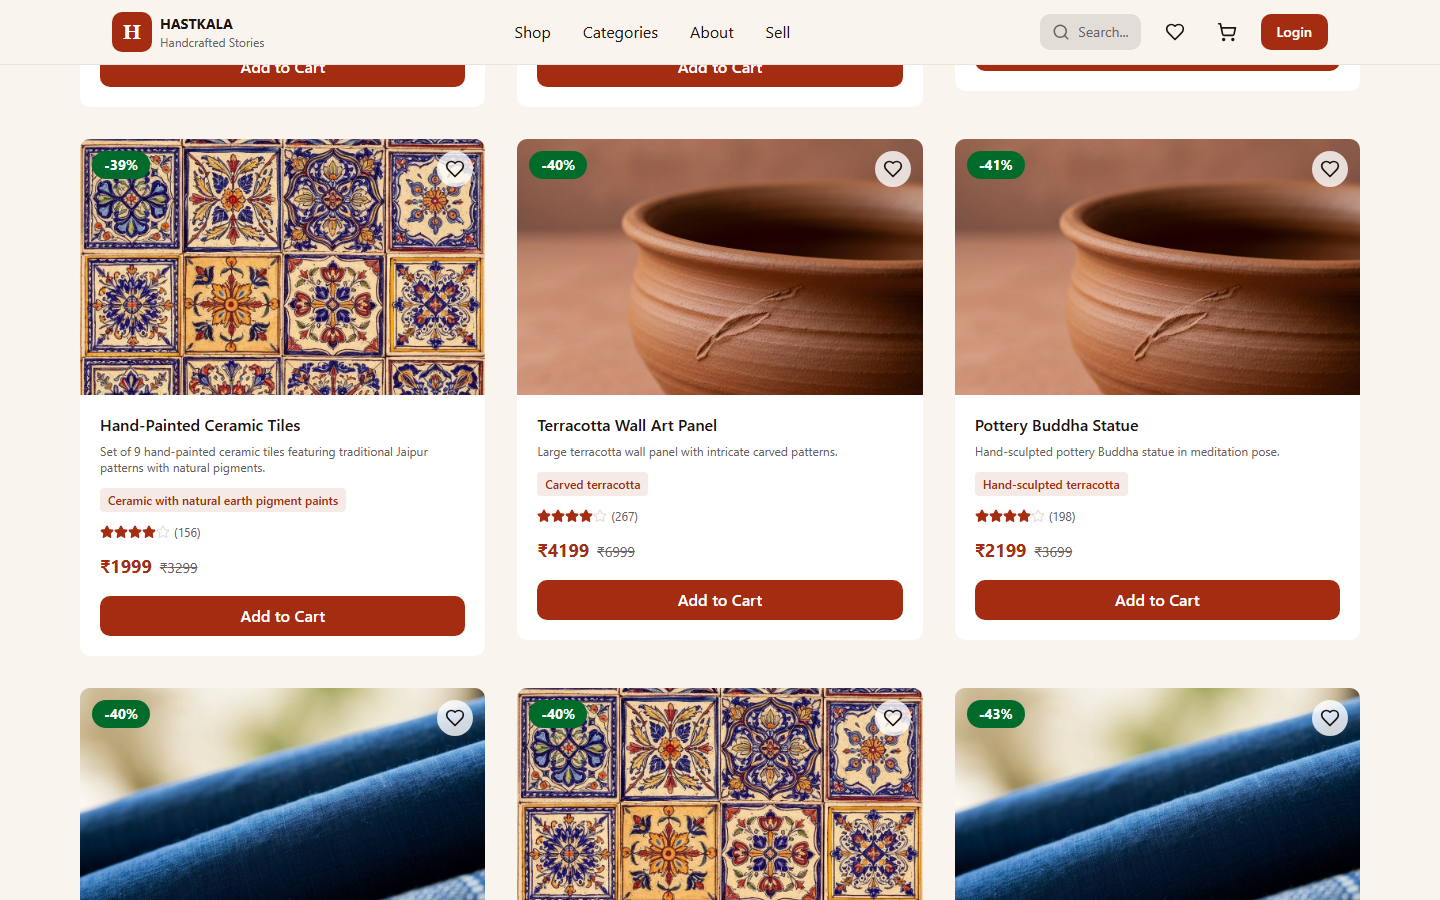 H
HASTKALA
Handcrafted Stories
Shop
Categories
About
Sell
Search...
Login
Add to Cart
Add to Cart
-39%
-40%
-41%
Hand-Painted Ceramic Tiles
Set of 9 hand-painted ceramic tiles featuring traditional Jaipur
patterns with natural pigments.
Ceramic with natural earth pigment paints
(156)
₹1999 ₹3299
Add to Cart
Terracotta Wall Art Panel
Large terracotta wall panel with intricate carved patterns.
Carved terracotta
(267)
₹4199 ₹6999
Add to Cart
Pottery Buddha Statue
Hand-sculpted pottery Buddha statue in meditation pose.
Hand-sculpted terracotta
(198)
₹2199 ₹3699
Add to Cart
-40%
-40%
-43%